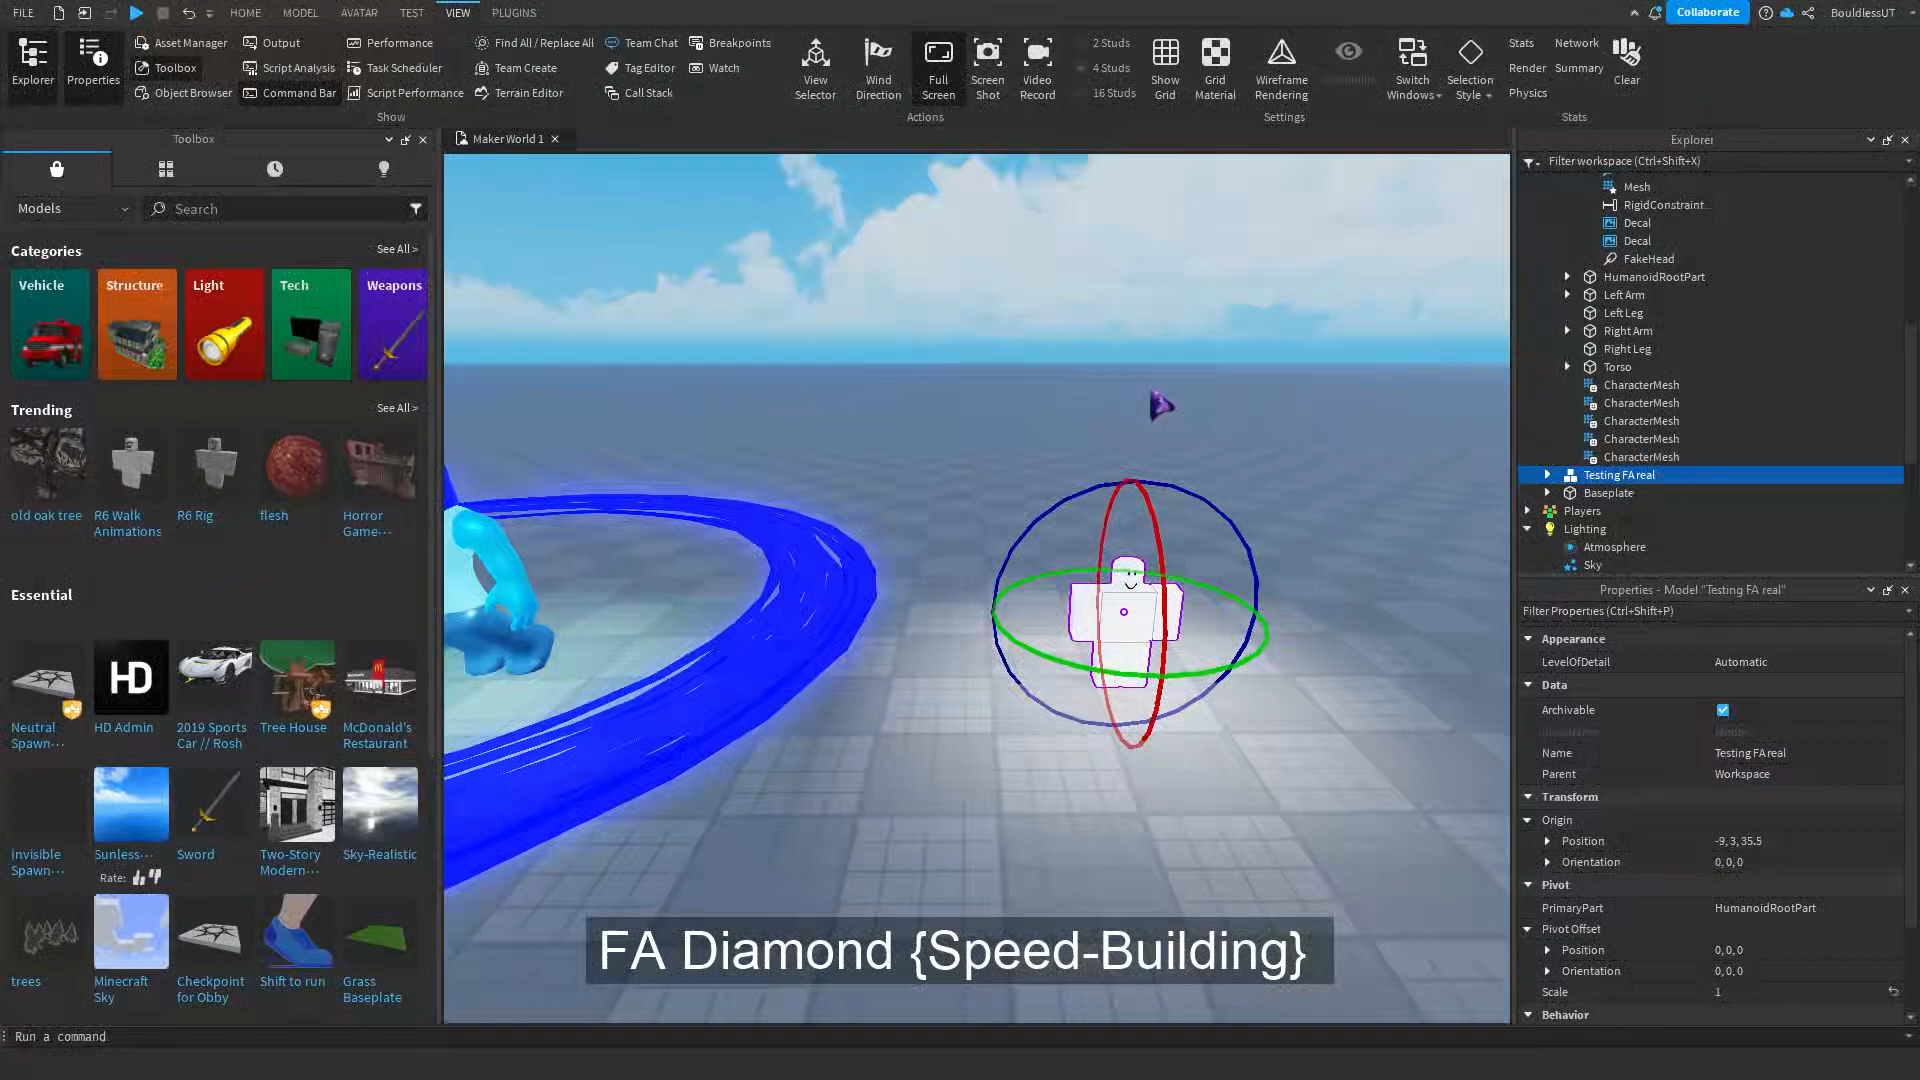 FILE HOME MODEL AVATAR TEST VIEW PLUGINS Collaborate BouldlessUT
Explorer
Properties
Asset Manager
Toolbox
Object Browser
Output
Script Analysis
Command Bar
Performance
Task Scheduler
Script Performance
Find All / Replace All
Team Create
Terrain Editor
Team Chat
Tag Editor
Call Stack
Breakpoints
Watch
Show
View
Selector
Wind
Direction
Full
Screen
Screen
Shot
Video
Record
Actions
2 Studs
4 Studs
16 Studs
Show
Grid
Grid
Material
Wireframe
Rendering
Switch
Windows
Selection
Style
Settings
Stats
Render
Physics
Network
Summary
Clear
Stats
Toolbox
Models
Search
Categories
See All >
Vehicle
Structure
Light
Tech
Weapons
Trending
See All >
old oak tree
R6 Walk
Animations
R6 Rig
flesh
Horror
Game...
Essential
Neutral
Spawn...
HD
HD Admin
2019 Sports
Car // Rosh
Tree House
McDonald's
Restaurant
Invisible
Spawn...
Sunless...
Rate:
Sword
Two-Story
Modern...
Sky-Realistic
trees
Minecraft
Sky
Checkpoint
for Obby
Shift to run
Grass
Baseplate
Run a command
Maker World 1
FA Diamond {Speed-Building}
Explorer
Filter workspace (Ctrl+Shift+X)
Mesh
RigidConstraint...
Decal
Decal
FakeHead
HumanoidRootPart
Left Arm
Left Leg
Right Arm
Right Leg
Torso
CharacterMesh
CharacterMesh
CharacterMesh
CharacterMesh
CharacterMesh
Testing FA real
Baseplate
Players
Lighting
Atmosphere
Sky
Properties - Model "Testing FA real"
Filter Properties (Ctrl+Shift+P)
Appearance
LevelOfDetail Automatic
Data
Archivable
Name Testing FA real
Parent Workspace
Transform
Origin
Position -9, 3, 35.5
Orientation 0, 0, 0
Pivot
PrimaryPart HumanoidRootPart
Pivot Offset
Position 0, 0, 0
Orientation 0, 0, 0
Scale 1
Behavior